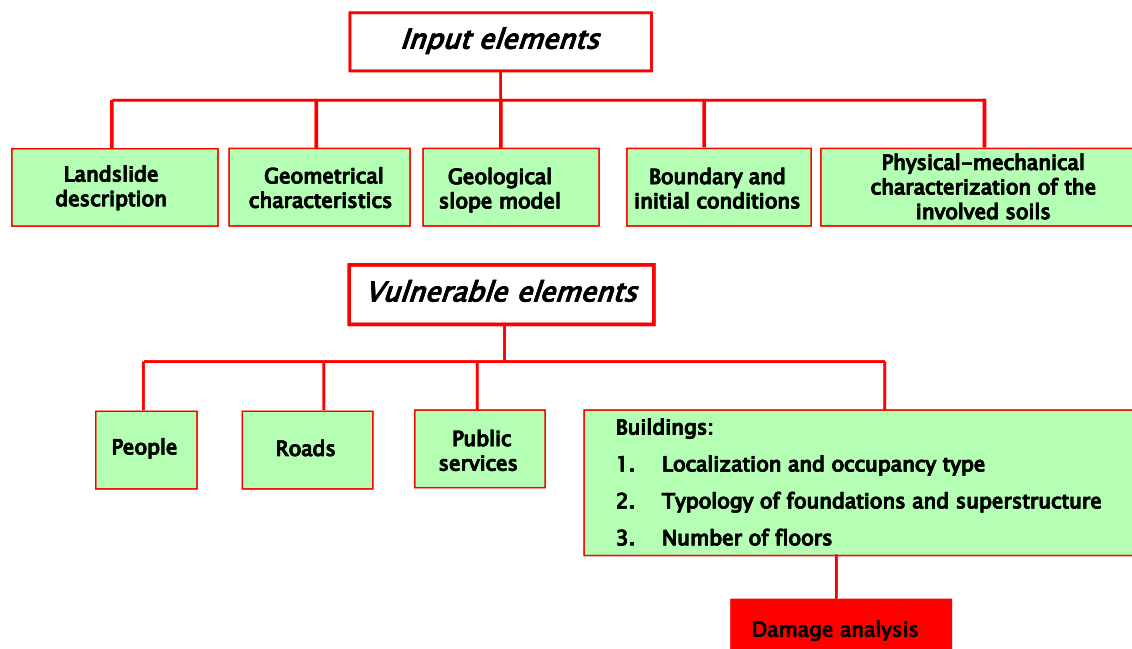 Input elements
Landslide
description
Geometrical
characteristics
Geological
slope model
Boundary and
initial conditions
Physical-mechanical
characterization of the
involved soils
Vulnerable elements
People
Roads
Public
services
Buildings:
1. Localization and occupancy type
2. Typology of foundations and superstructure
3. Number of floors
Damage analysis